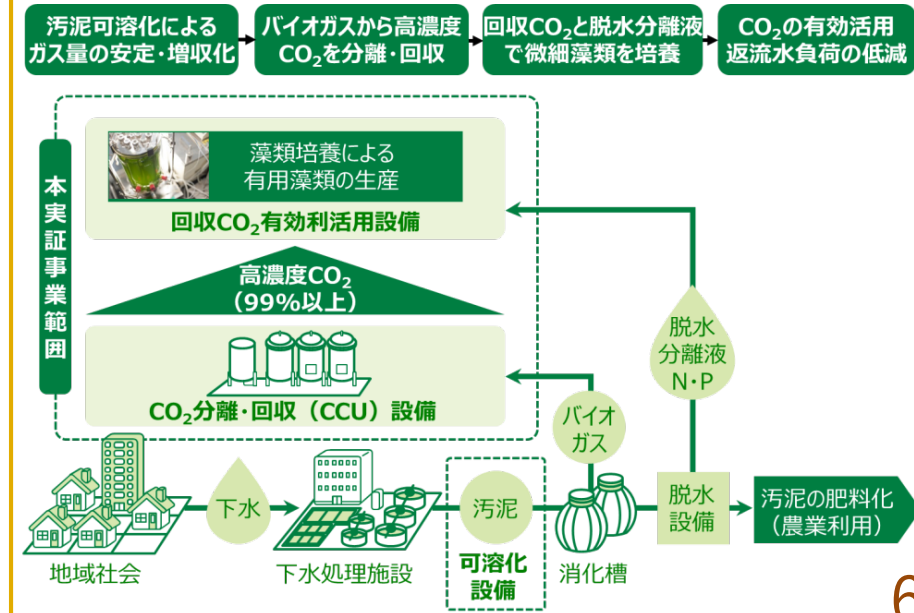 汚泥可溶化による
ガス量の安定・増収化
バイオガスから高濃度
CO₂を分離・回収
回収CO₂と脱水分離液
で微細藻類を培養
CO₂の有効活用
返流水負荷の低減
本実証事業範囲
藻類培養による
有用藻類の生産
回収CO₂有効利活用設備
高濃度CO₂
（99%以上）
CO₂分離・回収（CCU）設備
脱水
分離液
N・P
バイオ
ガス
下水
汚泥
脱水
設備
汚泥の肥料化
（農業利用）
地域社会
下水処理施設
可溶化
設備
消化槽
6